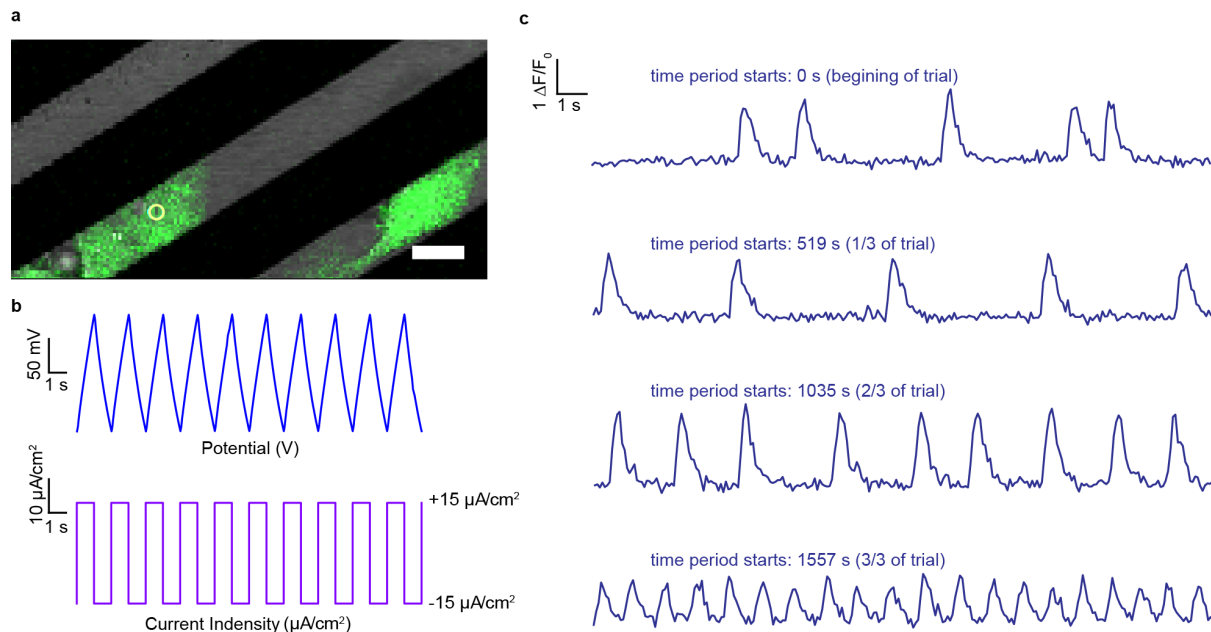 a
b
50 mV
1 s
Potential (V)
10 µA/cm²
1 s
+15 µA/cm²
-15 µA/cm²
Current Indensity (µA/cm²)
c
1 ΔF/F₀
1 s
time period starts: 0 s (begining of trial)
time period starts: 519 s (1/3 of trial)
time period starts: 1035 s (2/3 of trial)
time period starts: 1557 s (3/3 of trial)